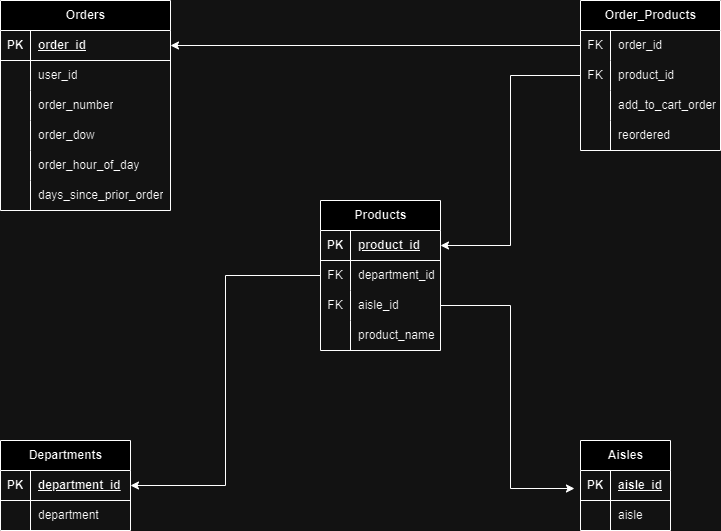 Orders
PK order_id
user_id
order_number
order_dow
order_hour_of_day
days_since_prior_order
Order_Products
FK order_id
FK product_id
add_to_cart_order
reordered
Products
PK product_id
FK department_id
FK aisle_id
product_name
Departments
PK department_id
department
Aisles
PK aisle_id
aisle